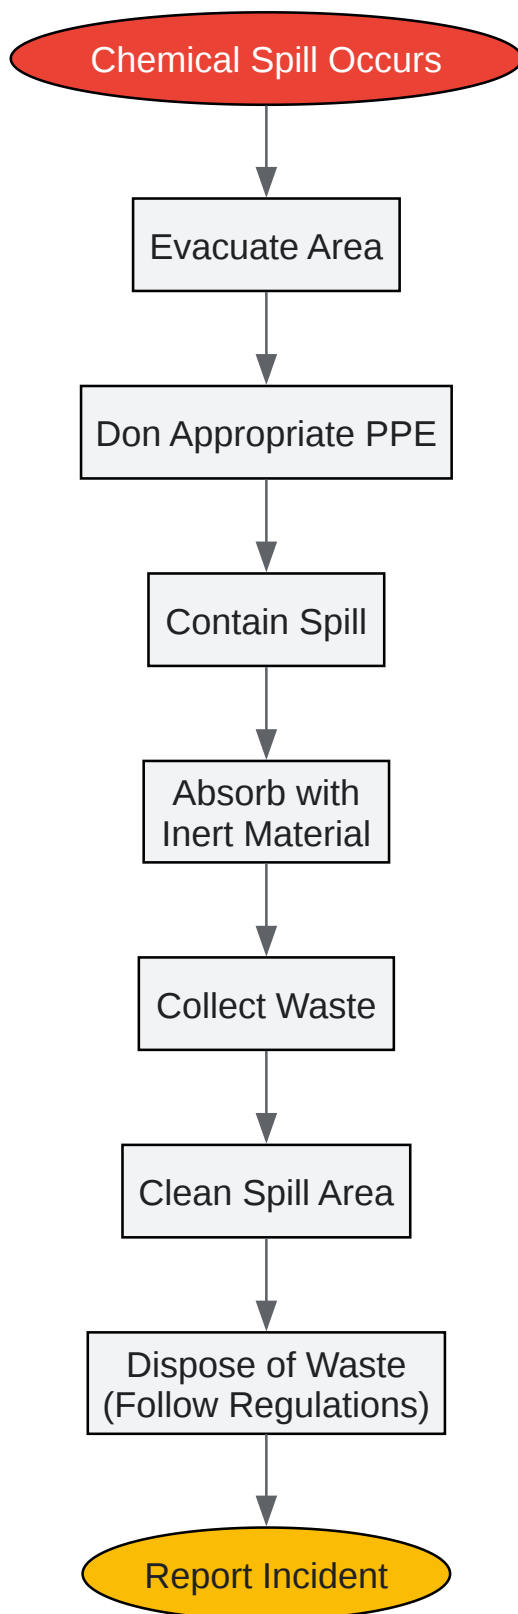 Chemical Spill Occurs
Evacuate Area
Don Appropriate PPE
Contain Spill
Absorb with
Inert Material
Collect Waste
Clean Spill Area
Dispose of Waste
(Follow Regulations)
Report Incident